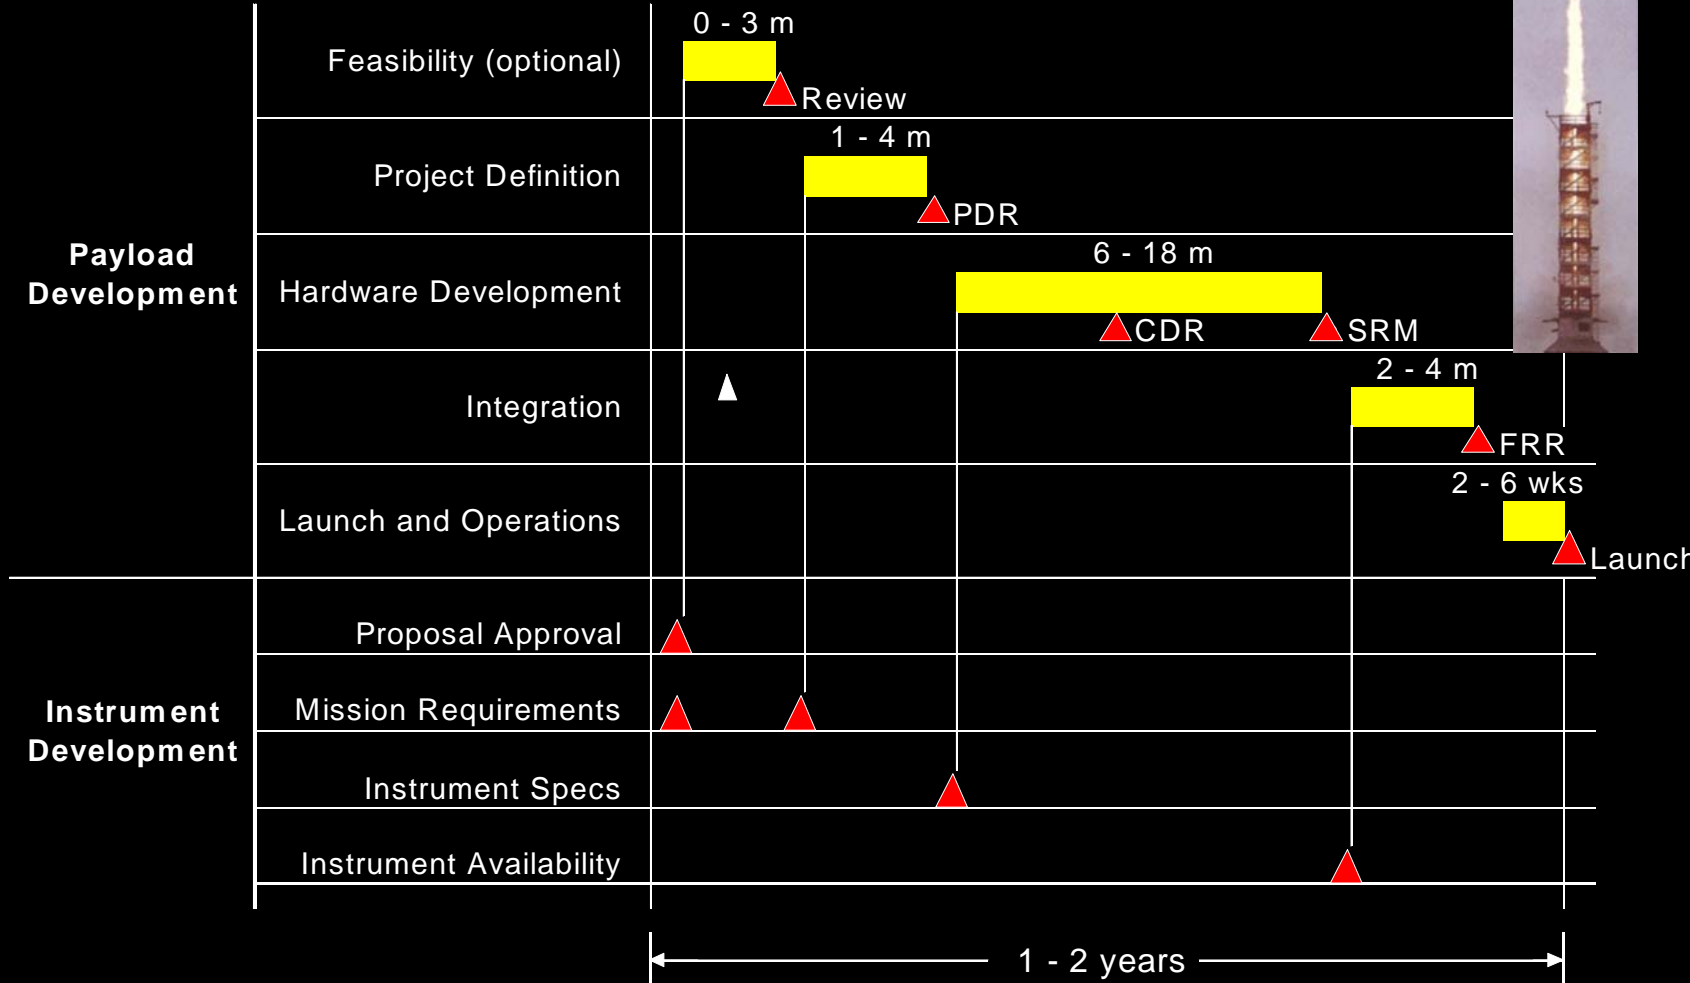 0 - 3 m
Feasibility (optional)
Review
1 - 4 m
Project Definition
PDR
Payload
Development
6 - 18 m
Hardware Development
CDR
SRM
2 - 4 m
Integration
FRR
2 - 6 wks
Launch and Operations
Launch
Proposal Approval
Instrument
Development
Mission Requirements
Instrument Specs
Instrument Availability
1 - 2 years